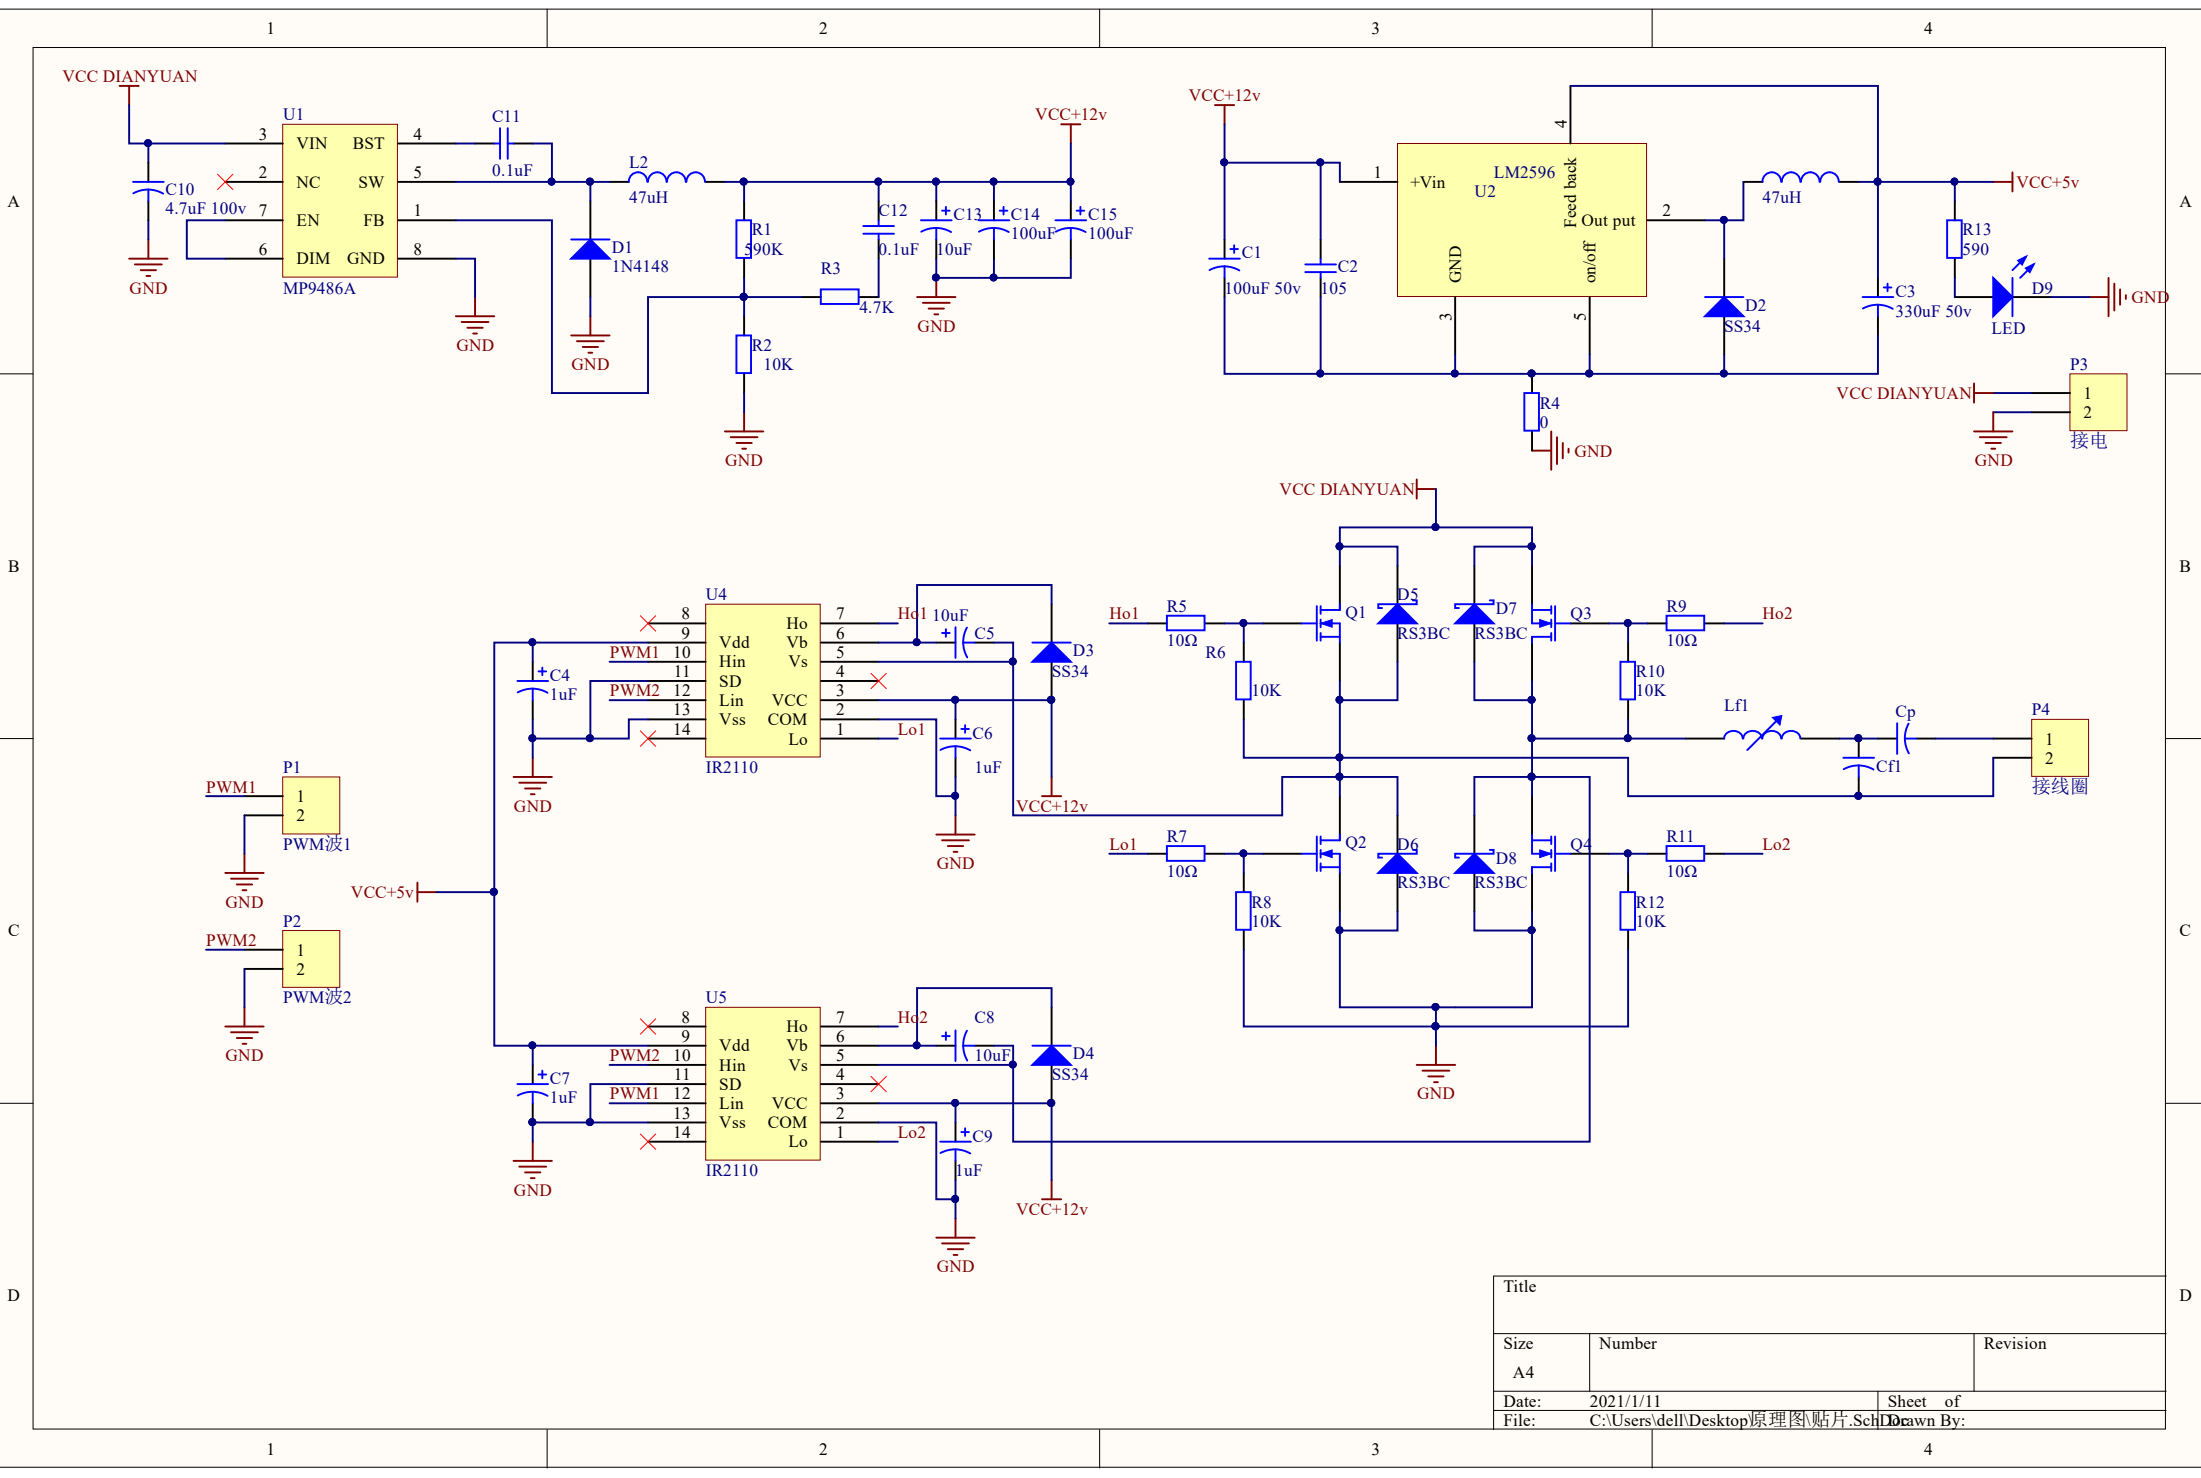 1
2
3
4
A
A
B
B
C
C
D
D
1
2
3
4
VCC DIANYUAN
C10
4.7uF 100v
GND
U1
3
VIN
BST
4
2
NC
SW
5
7
EN
FB
1
6
DIM
GND
8
MP9486A
GND
C11
0.1uF
D1
1N4148
GND
L2
47uH
R1
590K
R2
10K
GND
R3
4.7K
C12
0.1uF
C13
10uF
C14
100uF
C15
100uF
GND
VCC+12v
VCC+12v
C1
100uF 50v
C2
105
1
+Vin
LM2596
U2
4
Feed back
Out put
2
GND
on/off
3
5
R4
0
GND
D2
SS34
47uH
C3
330uF 50v
VCC+5v
R13
590
D9
LED
GND
P3
VCC DIANYUAN
1
2
接电
GND
U4
8
Ho
7
Ho1
9
Vdd
Vb
6
PWM1
10
Hin
Vs
5
11
SD
4
PWM2
12
Lin
VCC
3
13
Vss
COM
2
14
Lo
1
Lo1
IR2110
C4
1uF
GND
10uF
C5
D3
SS34
C6
1uF
GND
VCC+12v
P1
PWM1
1
2
PWM波1
GND
P2
PWM2
1
2
PWM波2
GND
VCC+5v
U5
8
Ho
7
Ho2
9
Vdd
Vb
6
PWM2
10
Hin
Vs
5
11
SD
4
PWM1
12
Lin
VCC
3
13
Vss
COM
2
14
Lo
1
Lo2
IR2110
C7
1uF
GND
C8
10uF
D4
SS34
C9
1uF
GND
VCC+12v
VCC DIANYUAN
Ho1
R5
10Ω
R6
10K
Q1
D5
RS3BC
D7
RS3BC
Q3
R9
10Ω
Ho2
R10
10K
Lf1
Cp
Cf1
P4
1
2
接线圈
Lo1
R7
10Ω
R8
10K
Q2
D6
RS3BC
D8
RS3BC
Q4
R11
10Ω
Lo2
R12
10K
GND
Title
Size
Number
Revision
A4
Date:
2021/1/11
Sheet of
File:
C:\Users\dell\Desktop\原理图\贴片.SchDoc
Drawn By: